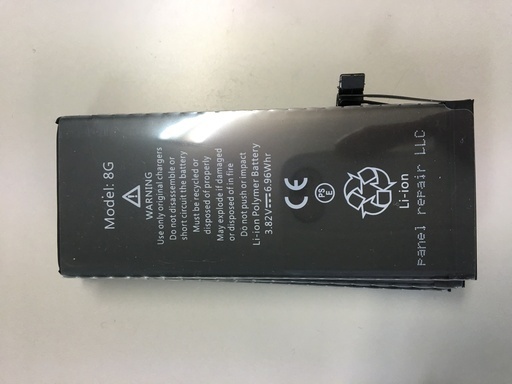 Model: 8G
WARNING
Use only original chargers
Do not disassemble or
short circuit the battery
Must be recycled or
disposed of properly
May explode if damaged
or disposed of in fire
Do not push or impact
Li-ion Polymer Battery
3.82V⎓6.96Whr
CE
PS
E
Li-ion
panel repair LLC